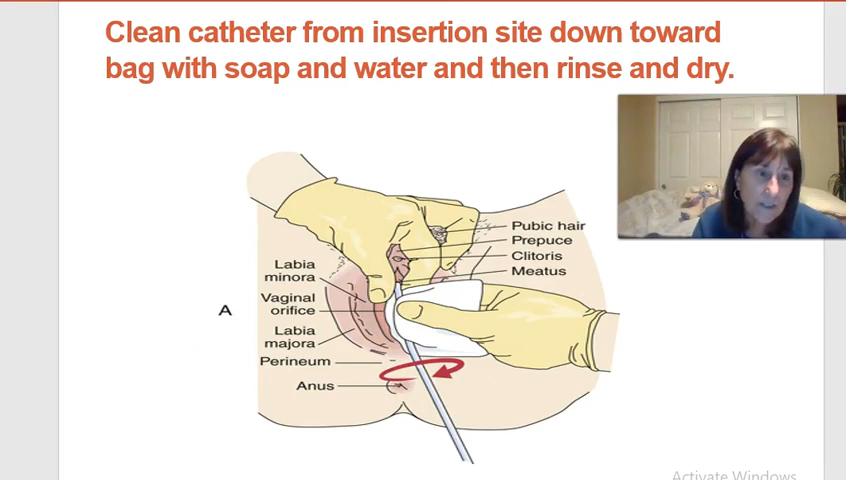 Clean catheter from insertion site down toward
bag with soap and water and then rinse and dry.
Pubic hair
Prepuce
Clitoris
Meatus
Labia
minora
Vaginal
orifice
Labia
majora
Perineum
Anus
A
Activate Windows